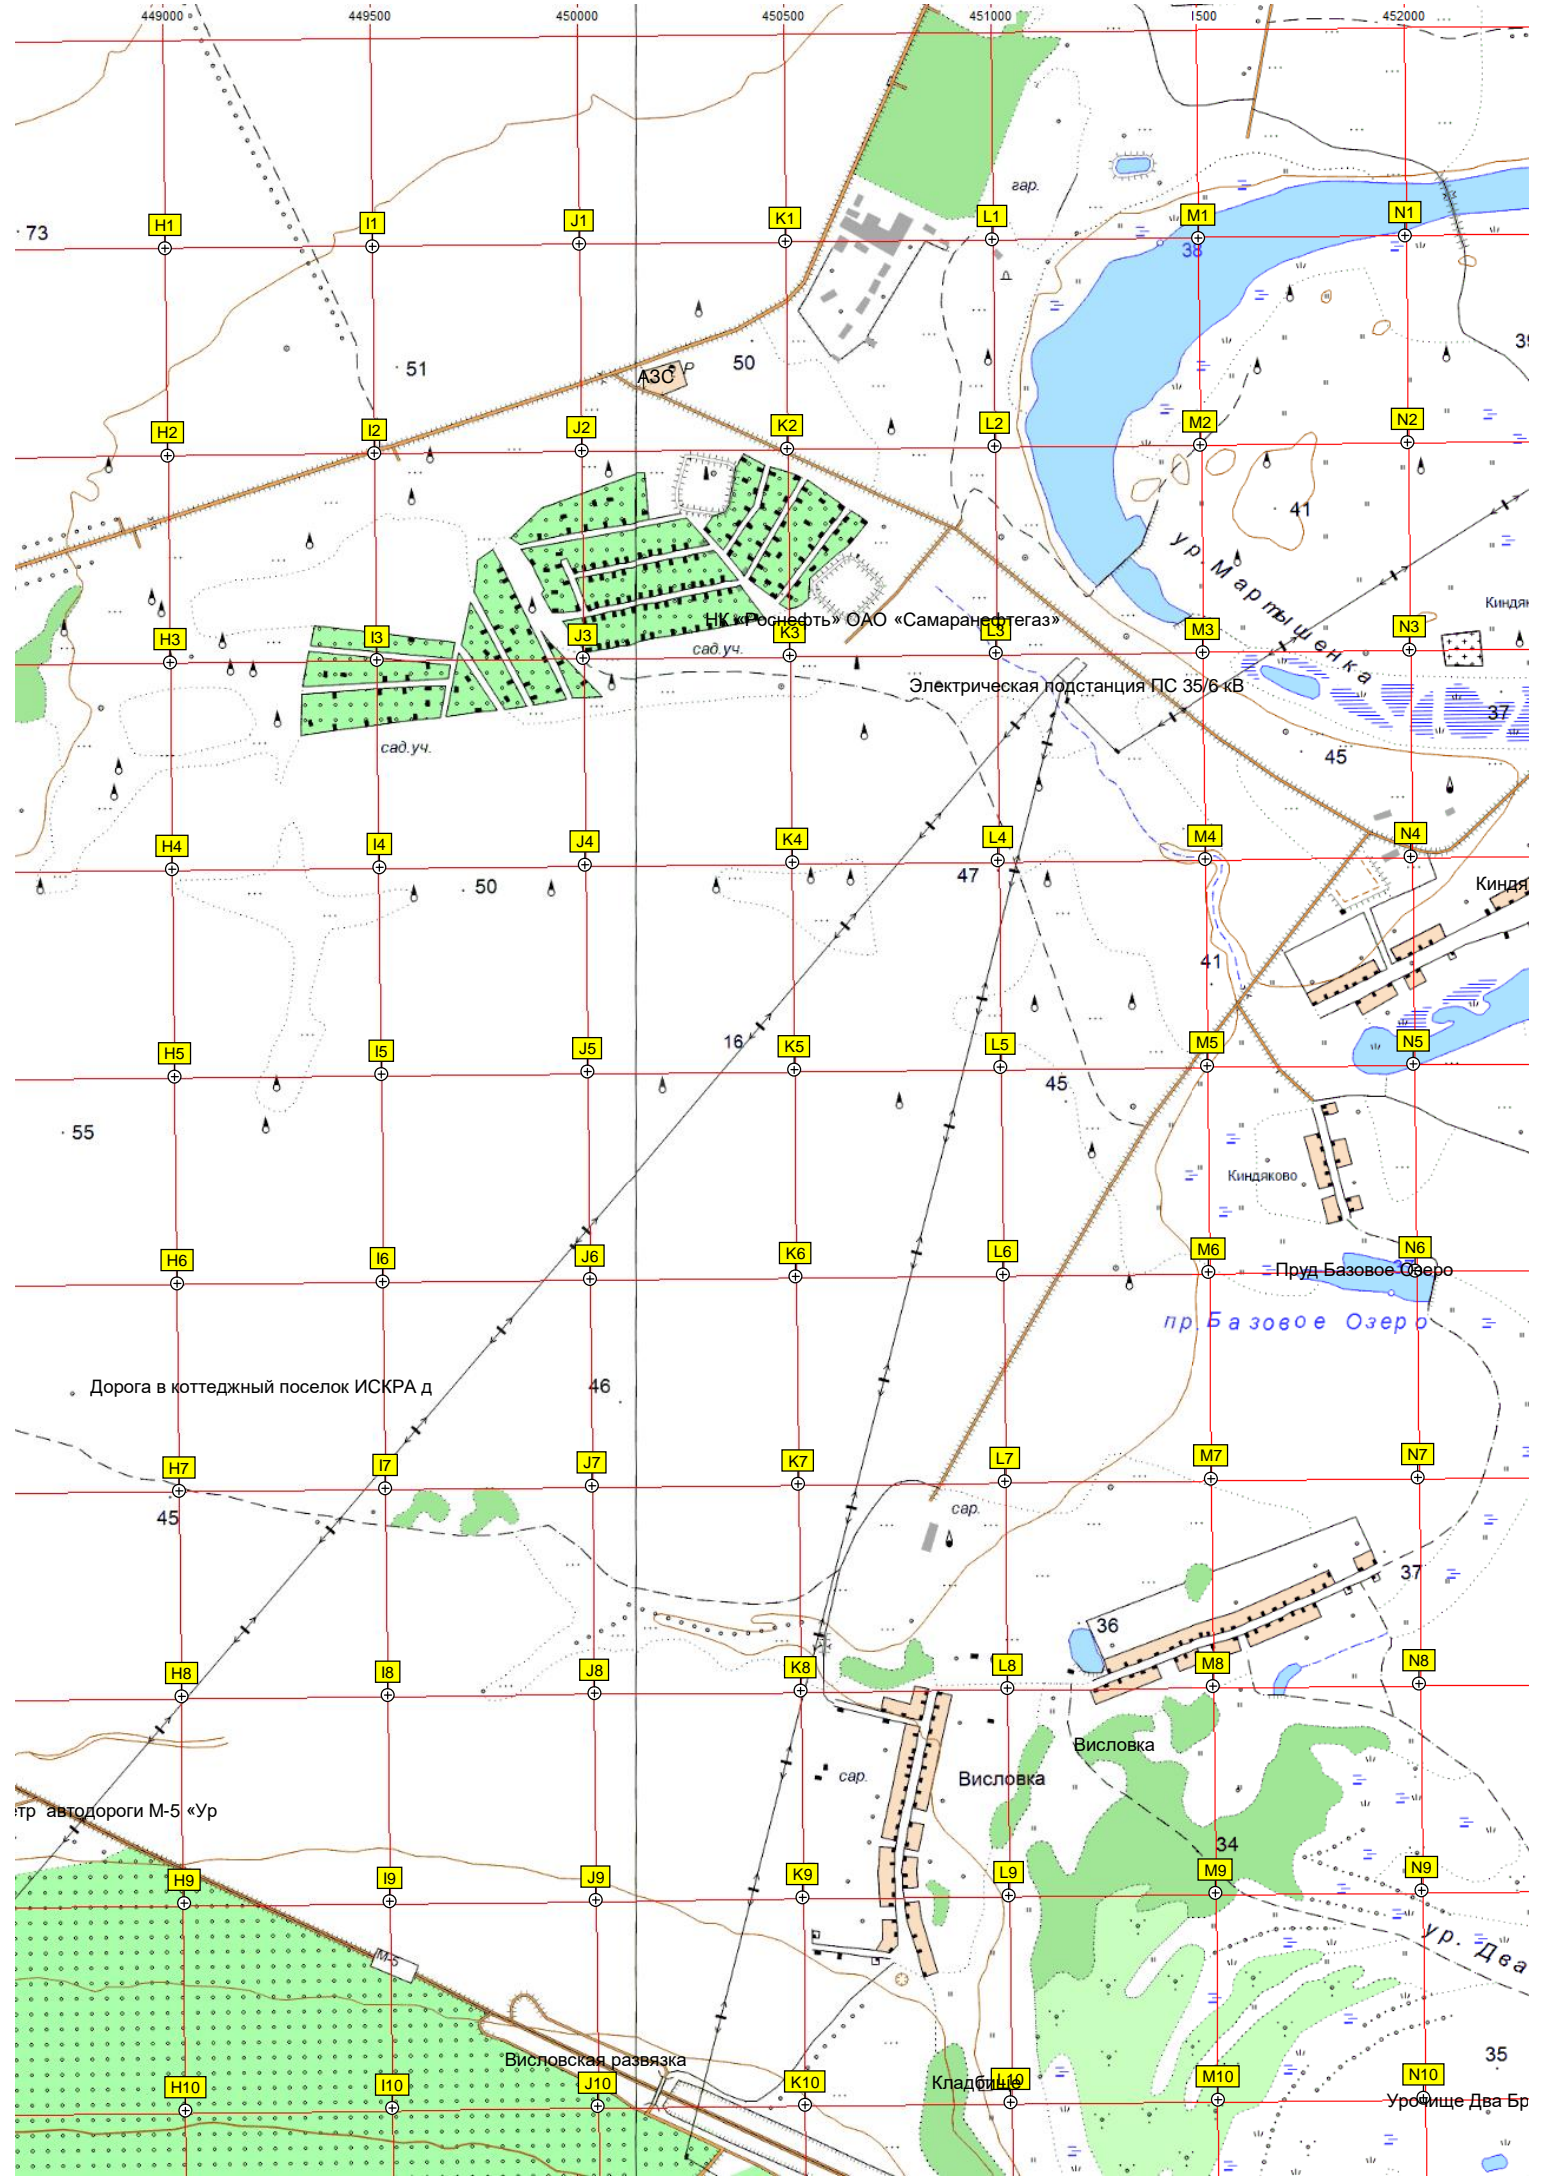 449000 449500 450000 450500 451000 1500 452000
гар.
73
H1 I1 J1 K1 L1 M1 N1
38
51
50
АЗС Р
H2 I2 J2 K2 L2 M2 N2
41
ур. Мартышенка
НК «Роснефть» ОАО «Самаранефтегаз»
H3 I3 J3 K3 L3 M3 N3
сад.уч.
Электрическая подстанция ПС 35/6 кВ
37
сад.уч.
45
H4 I4 J4 K4 L4 M4 N4
50
47
Киндя
41
16
H5 I5 J5 K5 L5 M5 N5
45
55
Киндяково
H6 I6 J6 K6 L6 M6 N6
Пруд Базовое Озеро
пр. Базовое Озеро
Дорога в коттеджный поселок ИСКРА д
46
H7 I7 J7 K7 L7 M7 N7
45
сар.
37
36
H8 I8 J8 K8 L8 M8 N8
Висловка
сар.
Висловка
етр автодороги М-5 «Ур
34
H9 I9 J9 K9 L9 M9 N9
ур. Два
М-5
35
Висловская развязка
Кладбище
H10 I10 J10 K10 L10 M10 N10
Урочище Два Бр